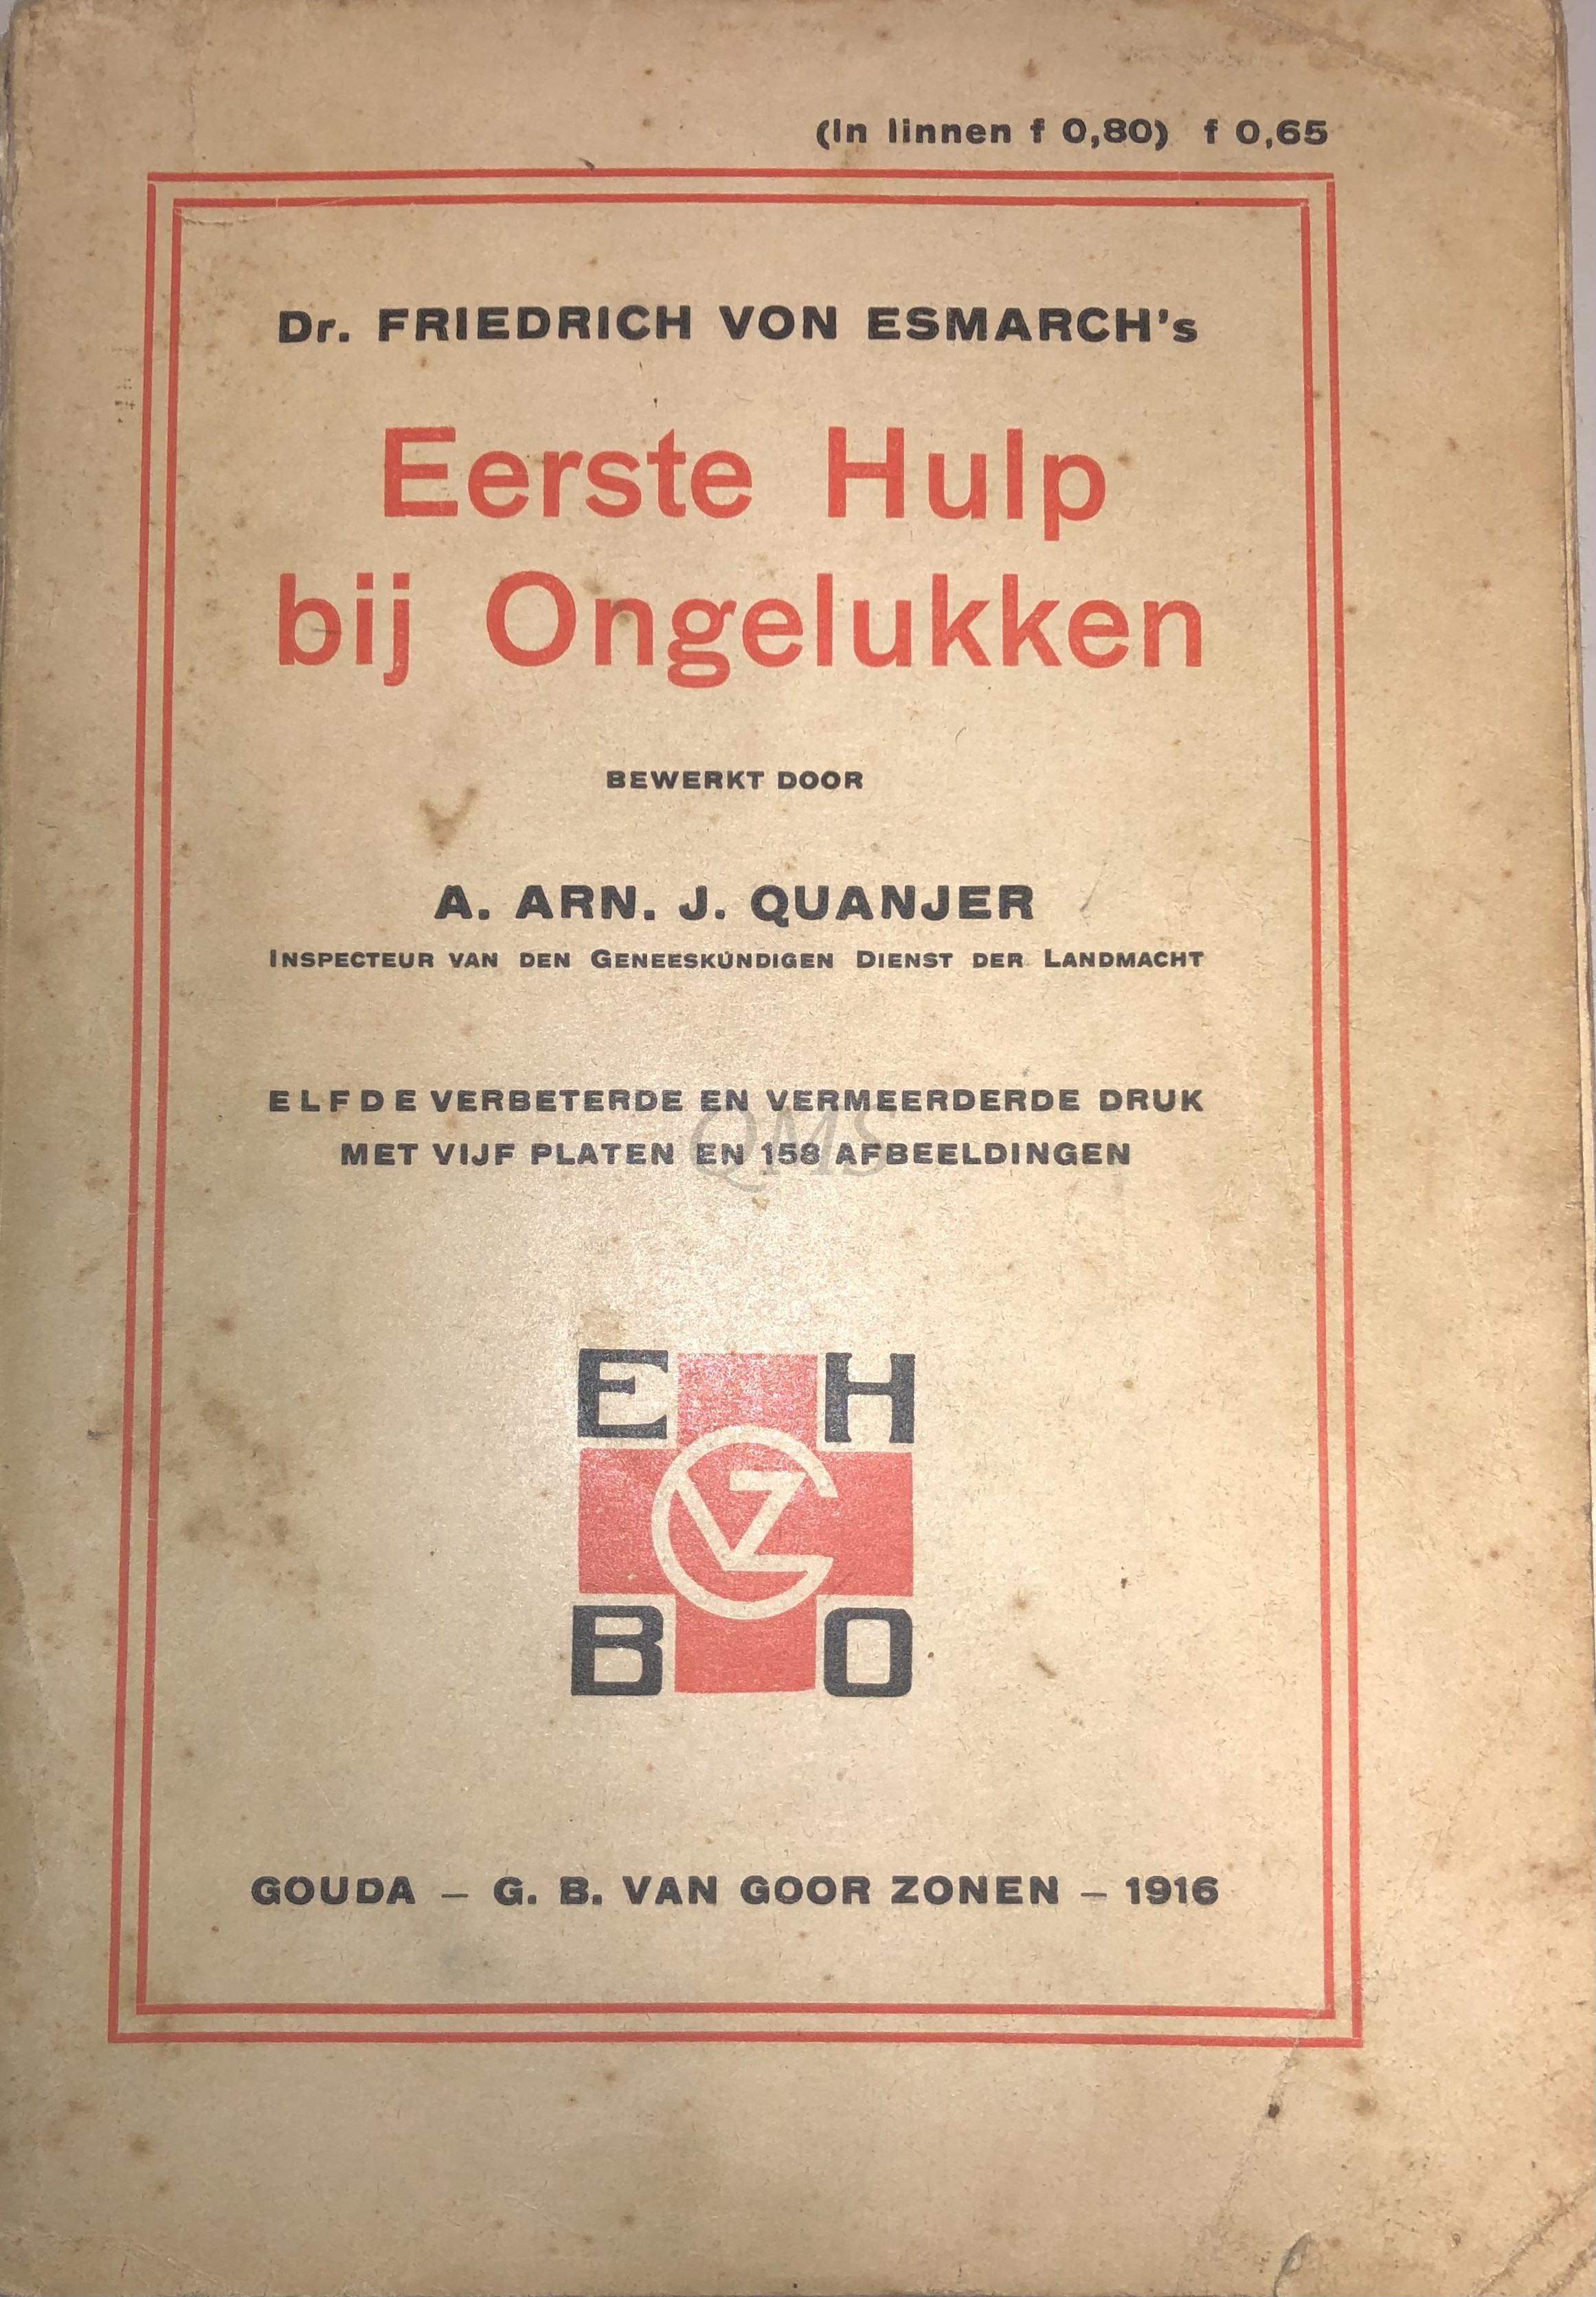 (In linnen f 0,80) f 0,65
Dr. FRIEDRICH VON ESMARCH's
Eerste Hulp
bij Ongelukken
BEWERKT DOOR
A. ARN. J. QUANJER
INSPECTEUR VAN DEN GENEESKUNDIGEN DIENST DER LANDMACHT
ELFDE VERBETERDE EN VERMEERDERDE DRUK
QMS
MET VIJF PLATEN EN 158 AFBEELDINGEN
E H
VGZ
B O
GOUDA – G. B. VAN GOOR ZONEN – 1916